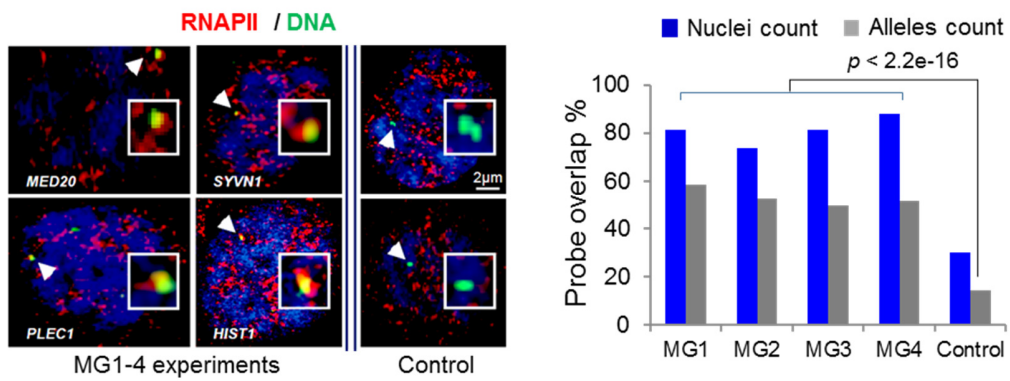 RNAPII / DNA
MED20
SYVN1
2µm
PLEC1
HIST1
MG1-4 experiments
Control
Nuclei count
Alleles count
p < 2.2e-16
Probe overlap %
100
80
60
40
20
0
MG1
MG2
MG3
MG4
Control